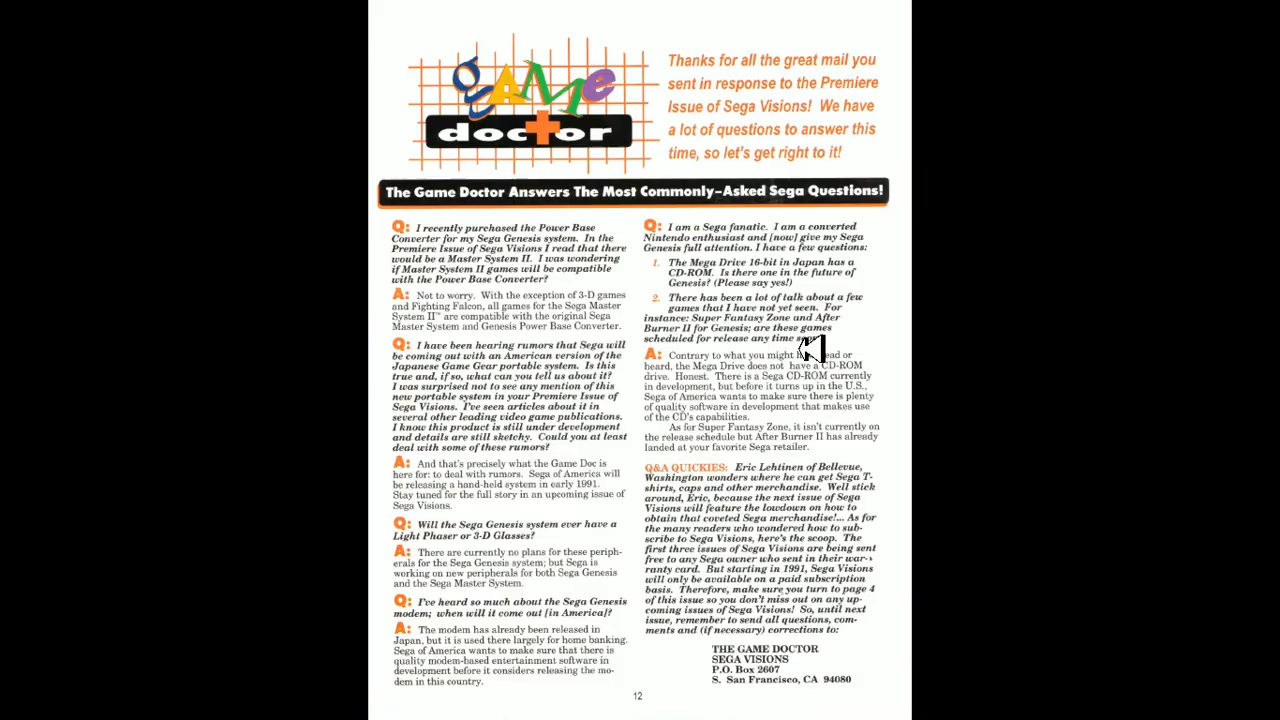 gAMe
doctor
Thanks for all the great mail you
sent in response to the Premiere
Issue of Sega Visions! We have
a lot of questions to answer this
time, so let's get right to it!
The Game Doctor Answers The Most Commonly-Asked Sega Questions!
Q: I recently purchased the Power Base
Converter for my Sega Genesis system. In the
Premiere Issue of Sega Visions I read that there
would be a Master System II. I was wondering
if Master System II games will be compatible
with the Power Base Converter?
A: Not to worry. With the exception of 3-D games
and Fighting Falcon, all games for the Sega Master
System II™ are compatible with the original Sega
Master System and Genesis Power Base Converter.
Q: I have been hearing rumors that Sega will
be coming out with an American version of the
Japanese Game Gear portable system. Is this
true and, if so, what can you tell us about it?
I was surprised not to see any mention of this
new portable system in your Premiere Issue of
Sega Visions. I've seen articles about it in
several other leading video game publications.
I know this product is still under development
and details are still sketchy. Could you at least
deal with some of these rumors?
A: And that's precisely what the Game Doc is
here for: to deal with rumors. Sega of America will
be releasing a hand-held system in early 1991.
Stay tuned for the full story in an upcoming issue of
Sega Visions.
Q: Will the Sega Genesis system ever have a
Light Phaser or 3-D Glasses?
A: There are currently no plans for these periph-
erals for the Sega Genesis system; but Sega is
working on new peripherals for both Sega Genesis
and the Sega Master System.
Q: I've heard so much about the Sega Genesis
modem; when will it come out [in America]?
A: The modem has already been released in
Japan, but it is used there largely for home banking.
Sega of America wants to make sure that there is
quality modem-based entertainment software in
development before it considers releasing the mo-
dem in this country.
Q: I am a Sega fanatic. I am a converted
Nintendo enthusiast and [now] give my Sega
Genesis full attention. I have a few questions:
1. The Mega Drive 16-bit in Japan has a
CD-ROM. Is there one in the future of
Genesis? (Please say yes!)
2. There has been a lot of talk about a few
games that I have not yet seen. For
instance: Super Fantasy Zone and After
Burner II for Genesis; are these games
scheduled for release any time
A: Contrary to what you might or
heard, the Mega Drive does not have a CD-ROM
drive. Honest. There is a Sega CD-ROM currently
in development, but before it turns up in the U.S.,
Sega of America wants to make sure there is plenty
of quality software in development that makes use
of the CD's capabilities.
As for Super Fantasy Zone, it isn't currently on
the release schedule but After Burner II has already
landed at your favorite Sega retailer.
Q&A QUICKIES: Eric Lehtinen of Bellevue,
Washington wonders where he can get Sega T-
shirts, caps and other merchandise. Well stick
around, Eric, because the next issue of Sega
Visions will feature the lowdown on how to
obtain that coveted Sega merchandise!... As for
the many readers who wondered how to sub-
scribe to Sega Visions, here's the scoop. The
first three issues of Sega Visions are being sent
free to any Sega owner who sent in their war-
ranty card. But starting in 1991, Sega Visions
will only be available on a paid subscription
basis. Therefore, make sure you turn to page 4
of this issue so you don't miss out on any up-
coming issues of Sega Visions! So, until next
issue, remember to send all questions, com-
ments and (if necessary) corrections to:
THE GAME DOCTOR
SEGA VISIONS
P.O. Box 2607
S. San Francisco, CA 94080
12